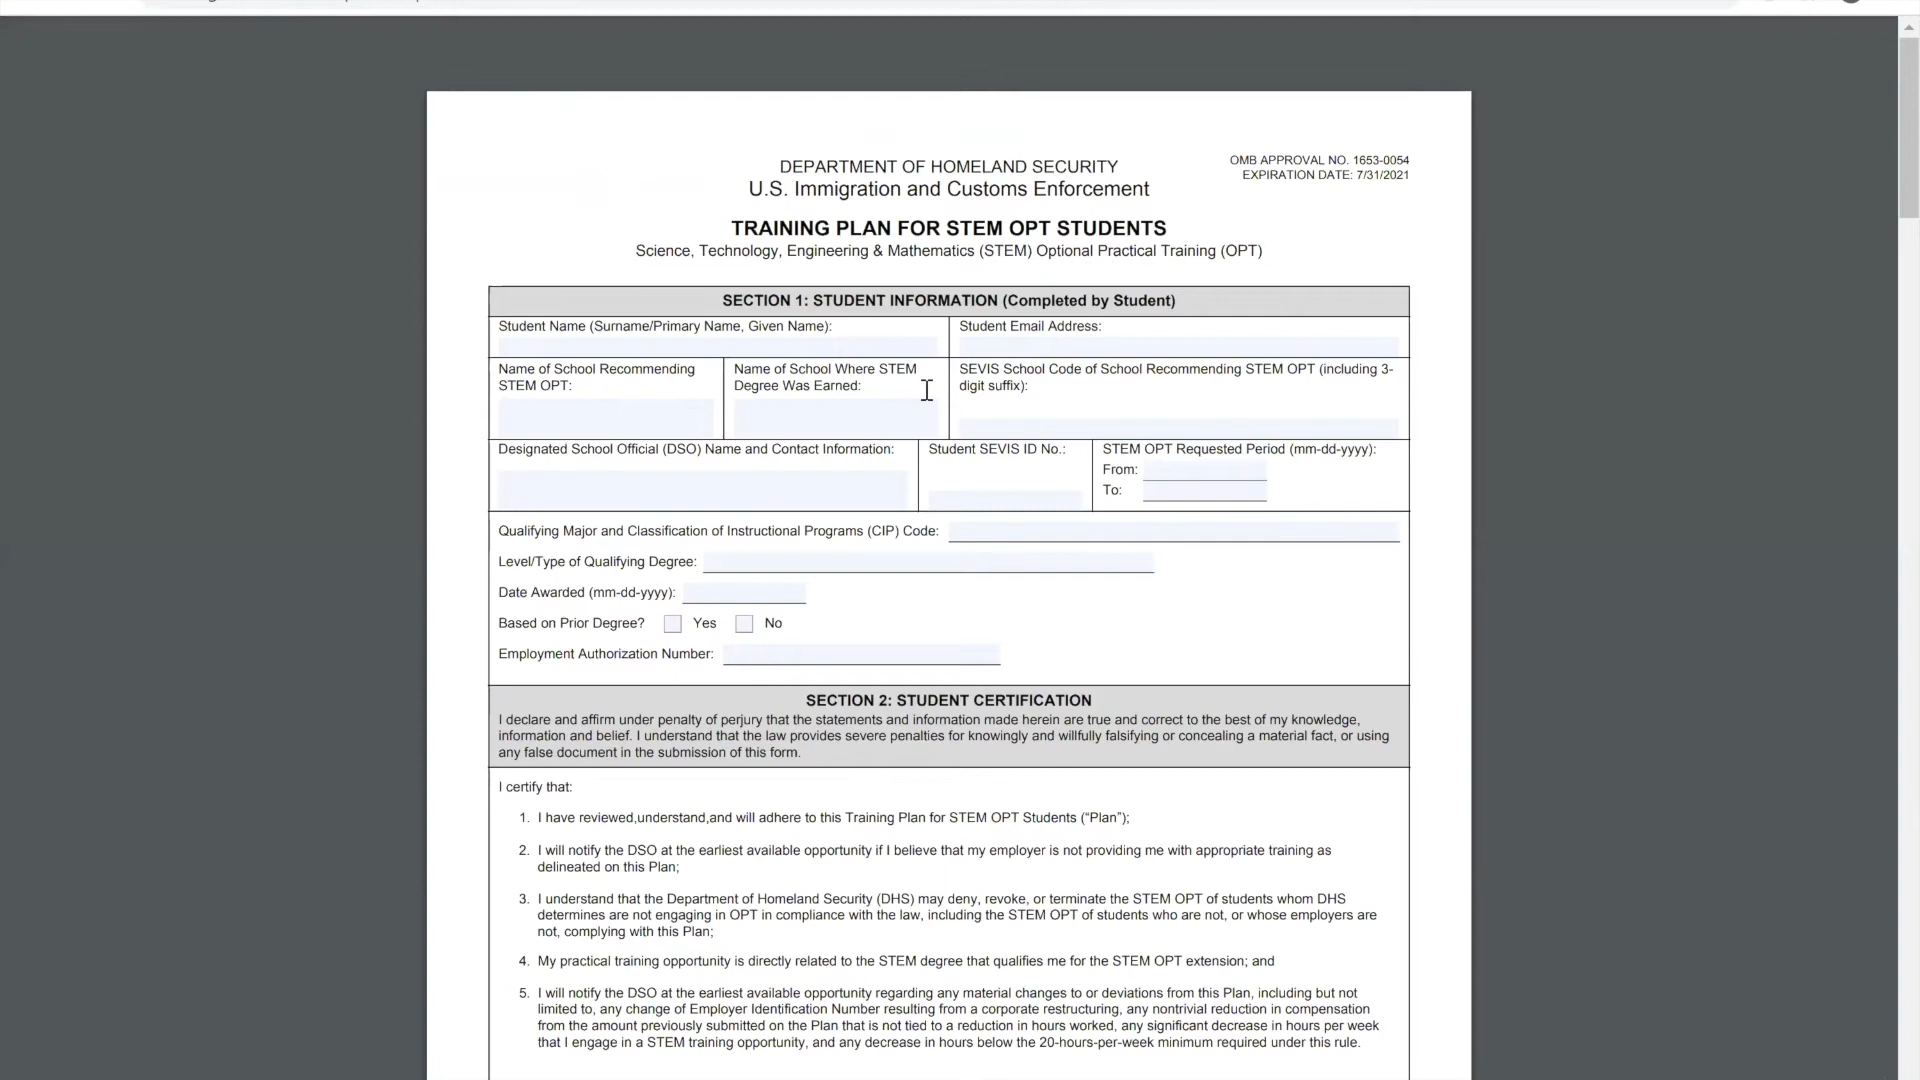 DEPARTMENT OF HOMELAND SECURITY
U.S. Immigration and Customs Enforcement
OMB APPROVAL NO. 1653-0054
EXPIRATION DATE: 7/31/2021
TRAINING PLAN FOR STEM OPT STUDENTS
Science, Technology, Engineering & Mathematics (STEM) Optional Practical Training (OPT)
SECTION 1: STUDENT INFORMATION (Completed by Student)
Student Name (Surname/Primary Name, Given Name):
Student Email Address:
Name of School Recommending
STEM OPT:
Name of School Where STEM
Degree Was Earned:
SEVIS School Code of School Recommending STEM OPT (including 3-
digit suffix):
Designated School Official (DSO) Name and Contact Information:
Student SEVIS ID No.:
STEM OPT Requested Period (mm-dd-yyyy):
From:
To:
Qualifying Major and Classification of Instructional Programs (CIP) Code:
Level/Type of Qualifying Degree:
Date Awarded (mm-dd-yyyy):
Based on Prior Degree? Yes No
Employment Authorization Number:
SECTION 2: STUDENT CERTIFICATION
I declare and affirm under penalty of perjury that the statements and information made herein are true and correct to the best of my knowledge,
information and belief. I understand that the law provides severe penalties for knowingly and willfully falsifying or concealing a material fact, or using
any false document in the submission of this form.
I certify that:
1. I have reviewed,understand,and will adhere to this Training Plan for STEM OPT Students (“Plan”);
2. I will notify the DSO at the earliest available opportunity if I believe that my employer is not providing me with appropriate training as
delineated on this Plan;
3. I understand that the Department of Homeland Security (DHS) may deny, revoke, or terminate the STEM OPT of students whom DHS
determines are not engaging in OPT in compliance with the law, including the STEM OPT of students who are not, or whose employers are
not, complying with this Plan;
4. My practical training opportunity is directly related to the STEM degree that qualifies me for the STEM OPT extension; and
5. I will notify the DSO at the earliest available opportunity regarding any material changes to or deviations from this Plan, including but not
limited to, any change of Employer Identification Number resulting from a corporate restructuring, any nontrivial reduction in compensation
from the amount previously submitted on the Plan that is not tied to a reduction in hours worked, any significant decrease in hours per week
that I engage in a STEM training opportunity, and any decrease in hours below the 20-hours-per-week minimum required under this rule.